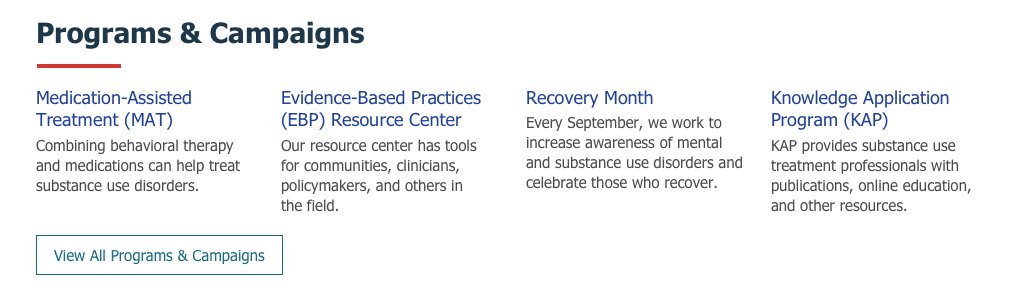 Programs & Campaigns
Medication-Assisted
Treatment (MAT)
Combining behavioral therapy
and medications can help treat
substance use disorders.
Evidence-Based Practices
(EBP) Resource Center
Our resource center has tools
for communities, clinicians,
policymakers, and others in
the field.
Recovery Month
Every September, we work to
increase awareness of mental
and substance use disorders and
celebrate those who recover.
Knowledge Application
Program (KAP)
KAP provides substance use
treatment professionals with
publications, online education,
and other resources.
View All Programs & Campaigns